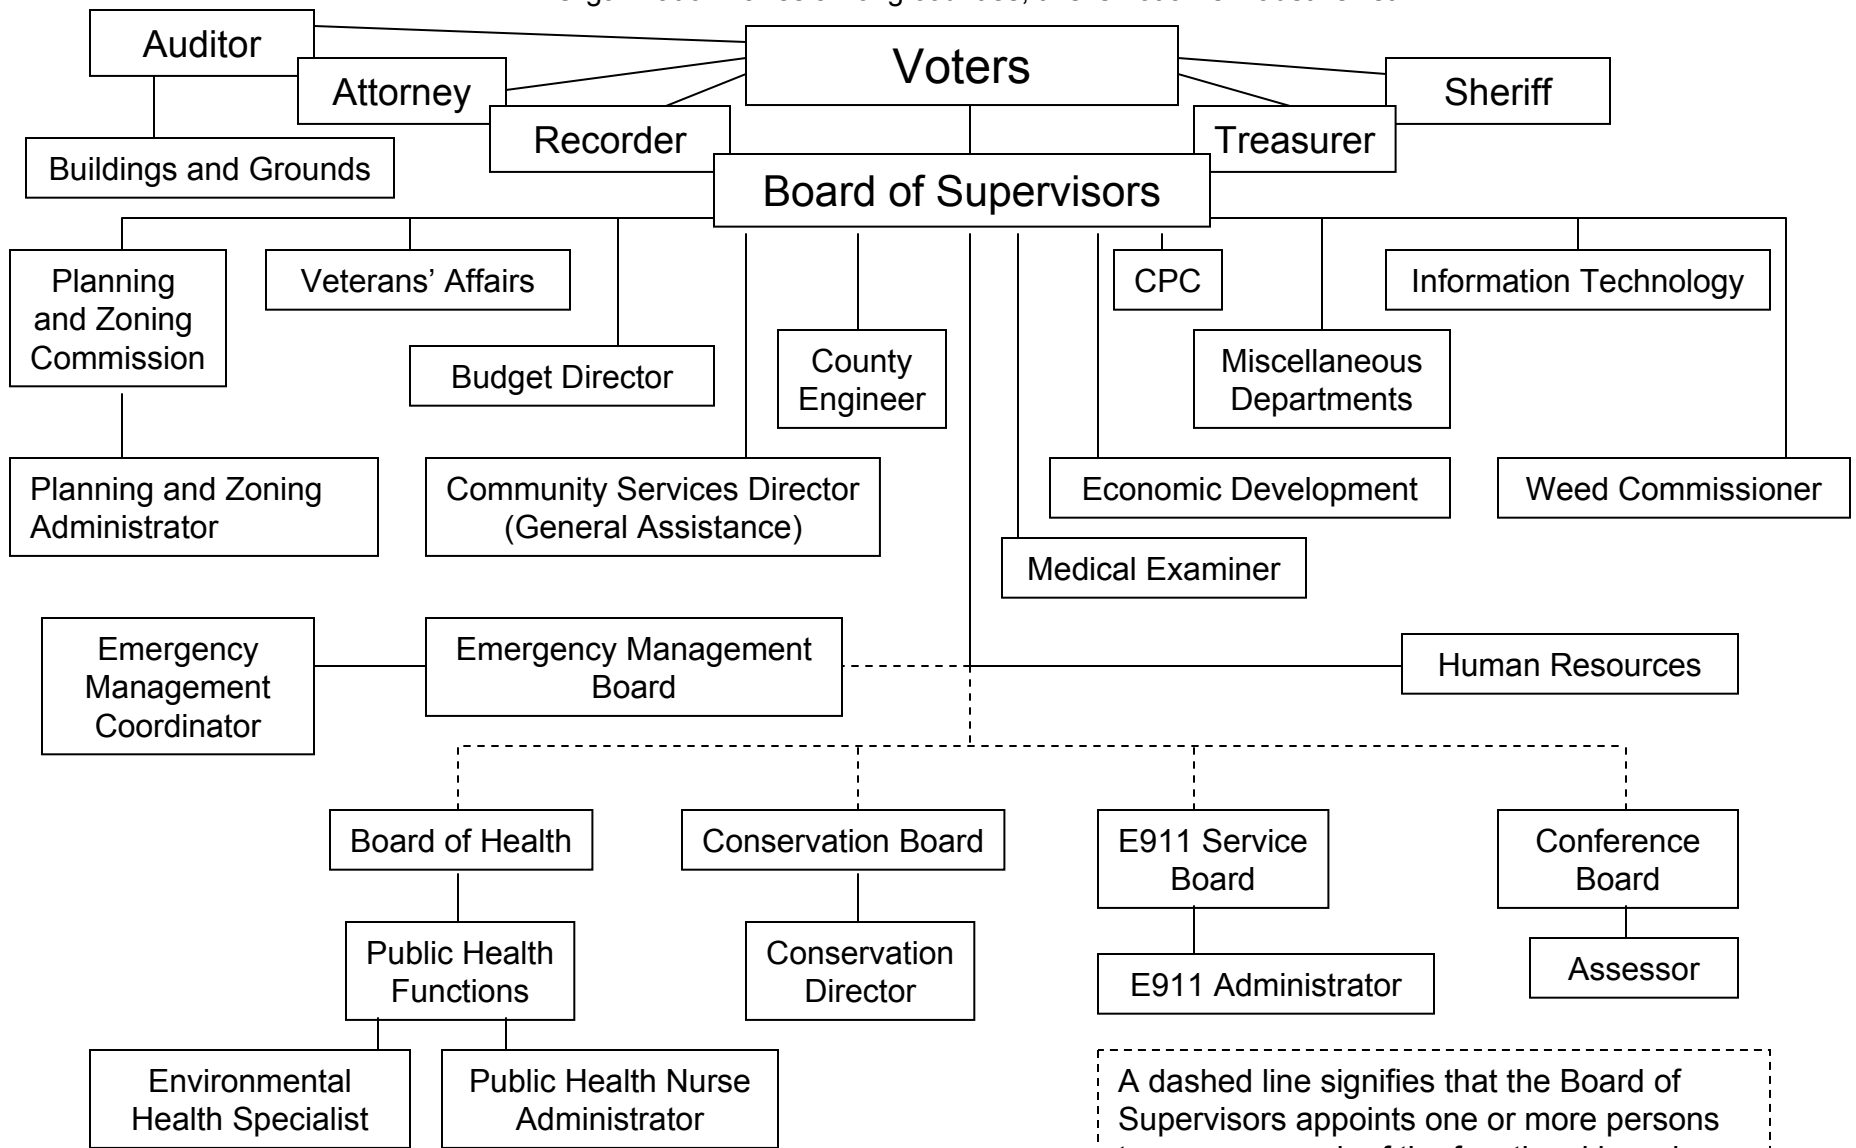 Auditor
Voters
Attorney
Sheriff
Recorder
Treasurer
Buildings and Grounds
Board of Supervisors
Planning
and Zoning
Commission
Veterans’ Affairs
CPC
Information Technology
Budget Director
County
Engineer
Miscellaneous
Departments
Planning and Zoning
Administrator
Community Services Director
(General Assistance)
Economic Development
Weed Commissioner
Medical Examiner
Emergency
Management
Coordinator
Emergency Management
Board
Human Resources
Board of Health
Conservation Board
E911 Service
Board
Conference
Board
Public Health
Functions
Conservation
Director
E911 Administrator
Assessor
Environmental
Health Specialist
Public Health Nurse
Administrator
A dashed line signifies that the Board of
Supervisors appoints one or more persons